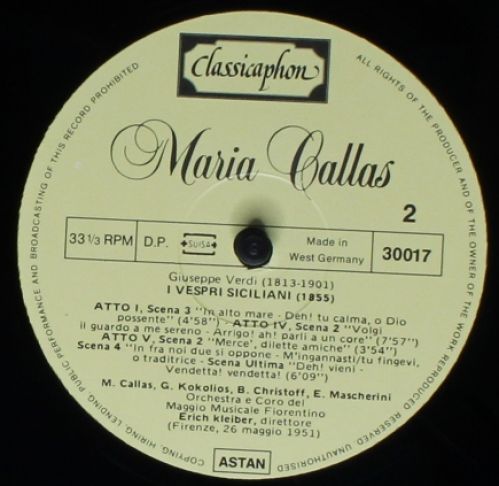 Classicaphon
Maria Callas
2
33 1/3 RPM
D.P.
SUISA
Made in
West Germany
30017
Giuseppe Verdi (1813-1901)
I VESPRI SICILIANI (1855)
ATTO I, Scena 3 "In alto mare - Deh! tu calma, o Dio
possente" (4'58") - ATTO IV, Scena 2 "Volgi
il guardo a me sereno - Arrigo! ah! parli a un core" (7'57")
ATTO V, Scena 2 "Merce', dilette amiche" (3'54")
Scena 4 "In fra noi due si oppone - M'ingannasti/tu fingevi,
o traditrice - Scena Ultima "Deh! vieni -
Vendetta! vendetta! (6'09")
M. Callas, G. Kokolios, B. Christoff, E. Mascherini
Orchestra e Coro del
Maggio Musicale Fiorentino
Erich kleiber, direttore
(Firenze, 26 maggio 1951)
ASTAN
ALL RIGHTS OF THE PRODUCER AND OF THE OWNER OF THE WORK REPRODUCED RESERVED UNAUTHORISED COPYING, HIRING, LENDING, PUBLIC PERFORMANCE AND BROADCASTING OF THIS RECORD PROHIBITED